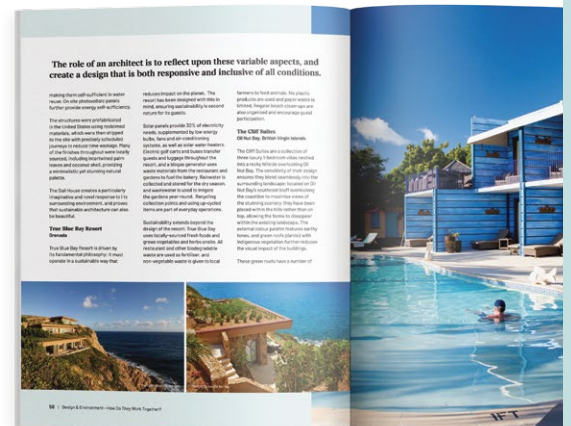 The role of an architect is to reflect upon these variable aspects, and
create a design that is both responsive and inclusive of all conditions.
making them self-sufficient in water
reuse. On site photovoltaic panels
further provide energy self-sufficiency.
The structures were prefabricated
in the United States using reclaimed
materials, which were then shipped
to the site with precisely scheduled
journeys to reduce time wastage. Many
of the finishes throughout were locally
sourced, including intertwined palm
leaves and coconut shell, providing
a minimalistic yet stunning natural
palette.
The Sail House creates a particularly
imaginative and novel response to its
surrounding environment, and proves
that sustainable architecture can also
be beautiful.
True Blue Bay Resort
Grenada
True Blue Bay Resort is driven by
its fundamental philosophy: it must
operate in a sustainable way that
reduces impact on the planet. The
resort has been designed with this in
mind, ensuring sustainability is second
nature for its guests.
Solar panels provide 30% of electricity
needs, supplemented by low energy
bulbs, fans and air-conditioning
systems, as well as solar water heaters.
Electric golf carts and buses transfer
guests and luggage throughout the
resort, and a biogas generator uses
waste materials from the restaurant and
gardens to fuel the bakery. Rainwater is
collected and stored for the dry season,
and wastewater is used to irrigate
the gardens year-round. Recycling
collection points and using up-cycled
items are part of everyday operations.
Sustainability extends beyond the
design of the resort. True Blue Bay
uses locally-sourced fresh foods and
grows vegetables and herbs onsite. All
restaurant and other biodegradable
waste are used as fertiliser, and
non-vegetable waste is given to local
farmers to feed animals. No plastic
products are used and paper waste is
limited. Regular beach clean-ups are
also organised and encourage guest
participation.
The Cliff Suites
Oil Nut Bay, British Virgin Islands
The Cliff Suites are a collection of
three luxury 1-bedroom villas nestled
into a rocky hillside overlooking Oil
Nut Bay. The sensitivity of their design
ensures they blend seamlessly into the
surrounding landscape; located on Oil
Nut Bay's southeast bluff overlooking
the coastline to maximise views of
the stunning scenery, they have been
placed within the hills rather than on
top, allowing the forms to disappear
within the existing landscape. The
external colour palette features earthy
tones, and green roofs planted with
indigenous vegetation further reduces
the visual impact of the buildings.
These green roofs have a number of
50 | Design & Environment – How Do They Work Together?
1FT